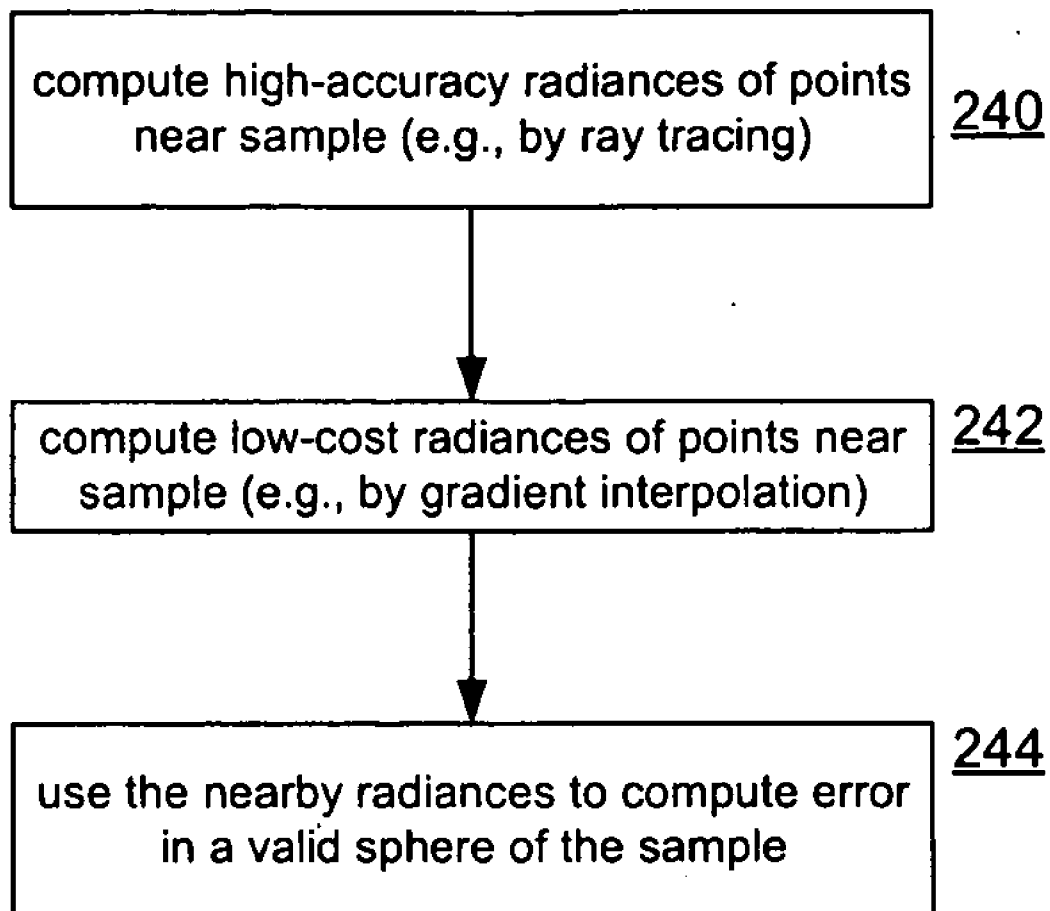 compute high-accuracy radiances of points
near sample (e.g., by ray tracing)
240
compute low-cost radiances of points near
sample (e.g., by gradient interpolation)
242
use the nearby radiances to compute error
in a valid sphere of the sample
244